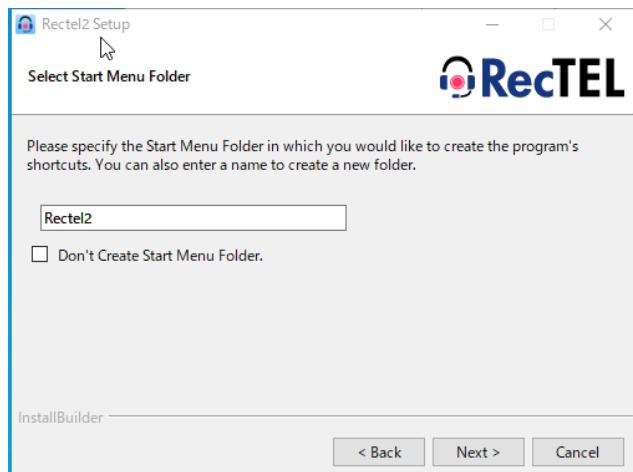 Rectel2 Setup
Select Start Menu Folder
RecTEL
Please specify the Start Menu Folder in which you would like to create the program's
shortcuts. You can also enter a name to create a new folder.
Rectel2
Don't Create Start Menu Folder.
InstallBuilder
< Back
Next >
Cancel